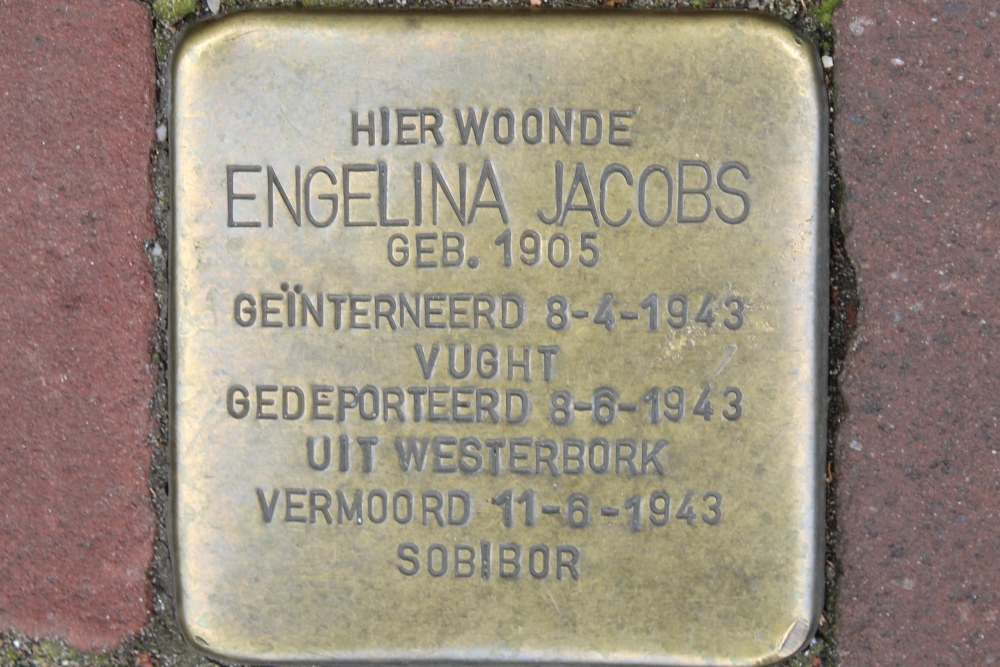 HIER WOONDE
ENGELINA JACOBS
GEB. 1905
GEÏNTERNEERD 8-4-1943
VUGHT
GEDEPORTEERD 8-6-1943
UIT WESTERBORK
VERMOORD 11-6-1943
SOBIBOR